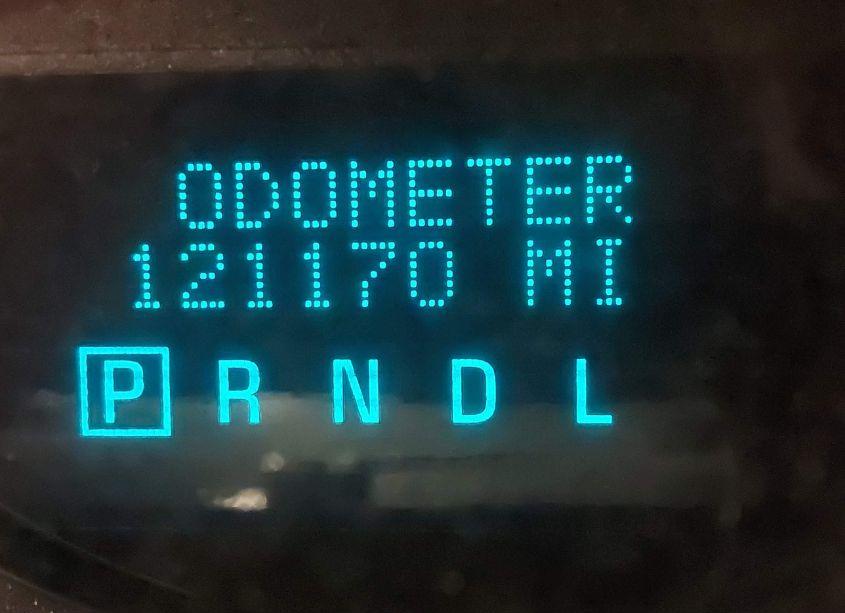 ODOMETER
121170 MI
P R N D L